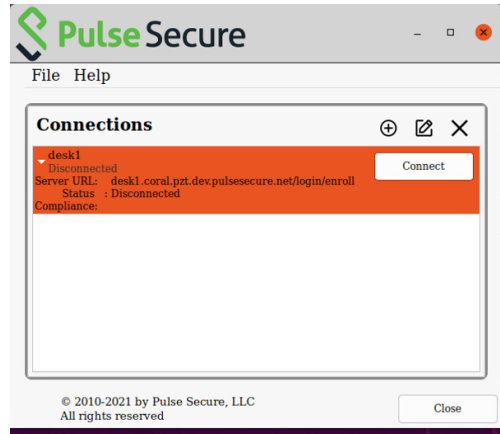 Pulse Secure
File Help
Connections
desk1
Disconnected
Connect
Server URL: desk1.coral.pzt.dev.pulsesecure.net/login/enroll
Status : Disconnected
Compliance:
© 2010-2021 by Pulse Secure, LLC
All rights reserved
Close